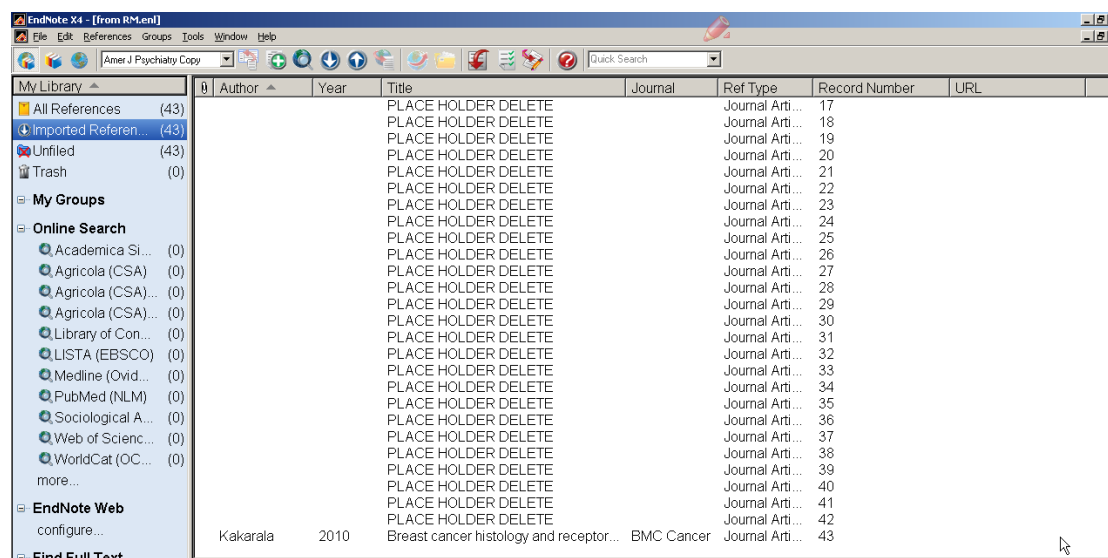 EndNote X4 - [from RM.enl]
File Edit References Groups Tools Window Help
Amer J Psychiatry Copy Quick Search
My Library Author Year Title Journal Ref Type Record Number URL
All References (43) PLACE HOLDER DELETE Journal Arti... 17
PLACE HOLDER DELETE Journal Arti... 18
Imported Referen... (43) PLACE HOLDER DELETE Journal Arti... 19
Unfiled (43) PLACE HOLDER DELETE Journal Arti... 20
Trash (0) PLACE HOLDER DELETE Journal Arti... 21
PLACE HOLDER DELETE Journal Arti... 22
My Groups PLACE HOLDER DELETE Journal Arti... 23
PLACE HOLDER DELETE Journal Arti... 24
Online Search PLACE HOLDER DELETE Journal Arti... 25
Academica Si... (0) PLACE HOLDER DELETE Journal Arti... 26
Agricola (CSA) (0) PLACE HOLDER DELETE Journal Arti... 27
Agricola (CSA)... (0) PLACE HOLDER DELETE Journal Arti... 28
Agricola (CSA)... (0) PLACE HOLDER DELETE Journal Arti... 29
PLACE HOLDER DELETE Journal Arti... 30
Library of Con... (0) PLACE HOLDER DELETE Journal Arti... 31
LISTA (EBSCO) (0) PLACE HOLDER DELETE Journal Arti... 32
Medline (Ovid... (0) PLACE HOLDER DELETE Journal Arti... 33
PubMed (NLM) (0) PLACE HOLDER DELETE Journal Arti... 34
PLACE HOLDER DELETE Journal Arti... 35
Sociological A... (0) PLACE HOLDER DELETE Journal Arti... 36
Web of Scienc... (0) PLACE HOLDER DELETE Journal Arti... 37
WorldCat (OC... (0) PLACE HOLDER DELETE Journal Arti... 38
PLACE HOLDER DELETE Journal Arti... 39
more... PLACE HOLDER DELETE Journal Arti... 40
EndNote Web PLACE HOLDER DELETE Journal Arti... 41
PLACE HOLDER DELETE Journal Arti... 42
configure... Kakarala 2010 Breast cancer histology and receptor... BMC Cancer Journal Arti... 43
Find Full Text